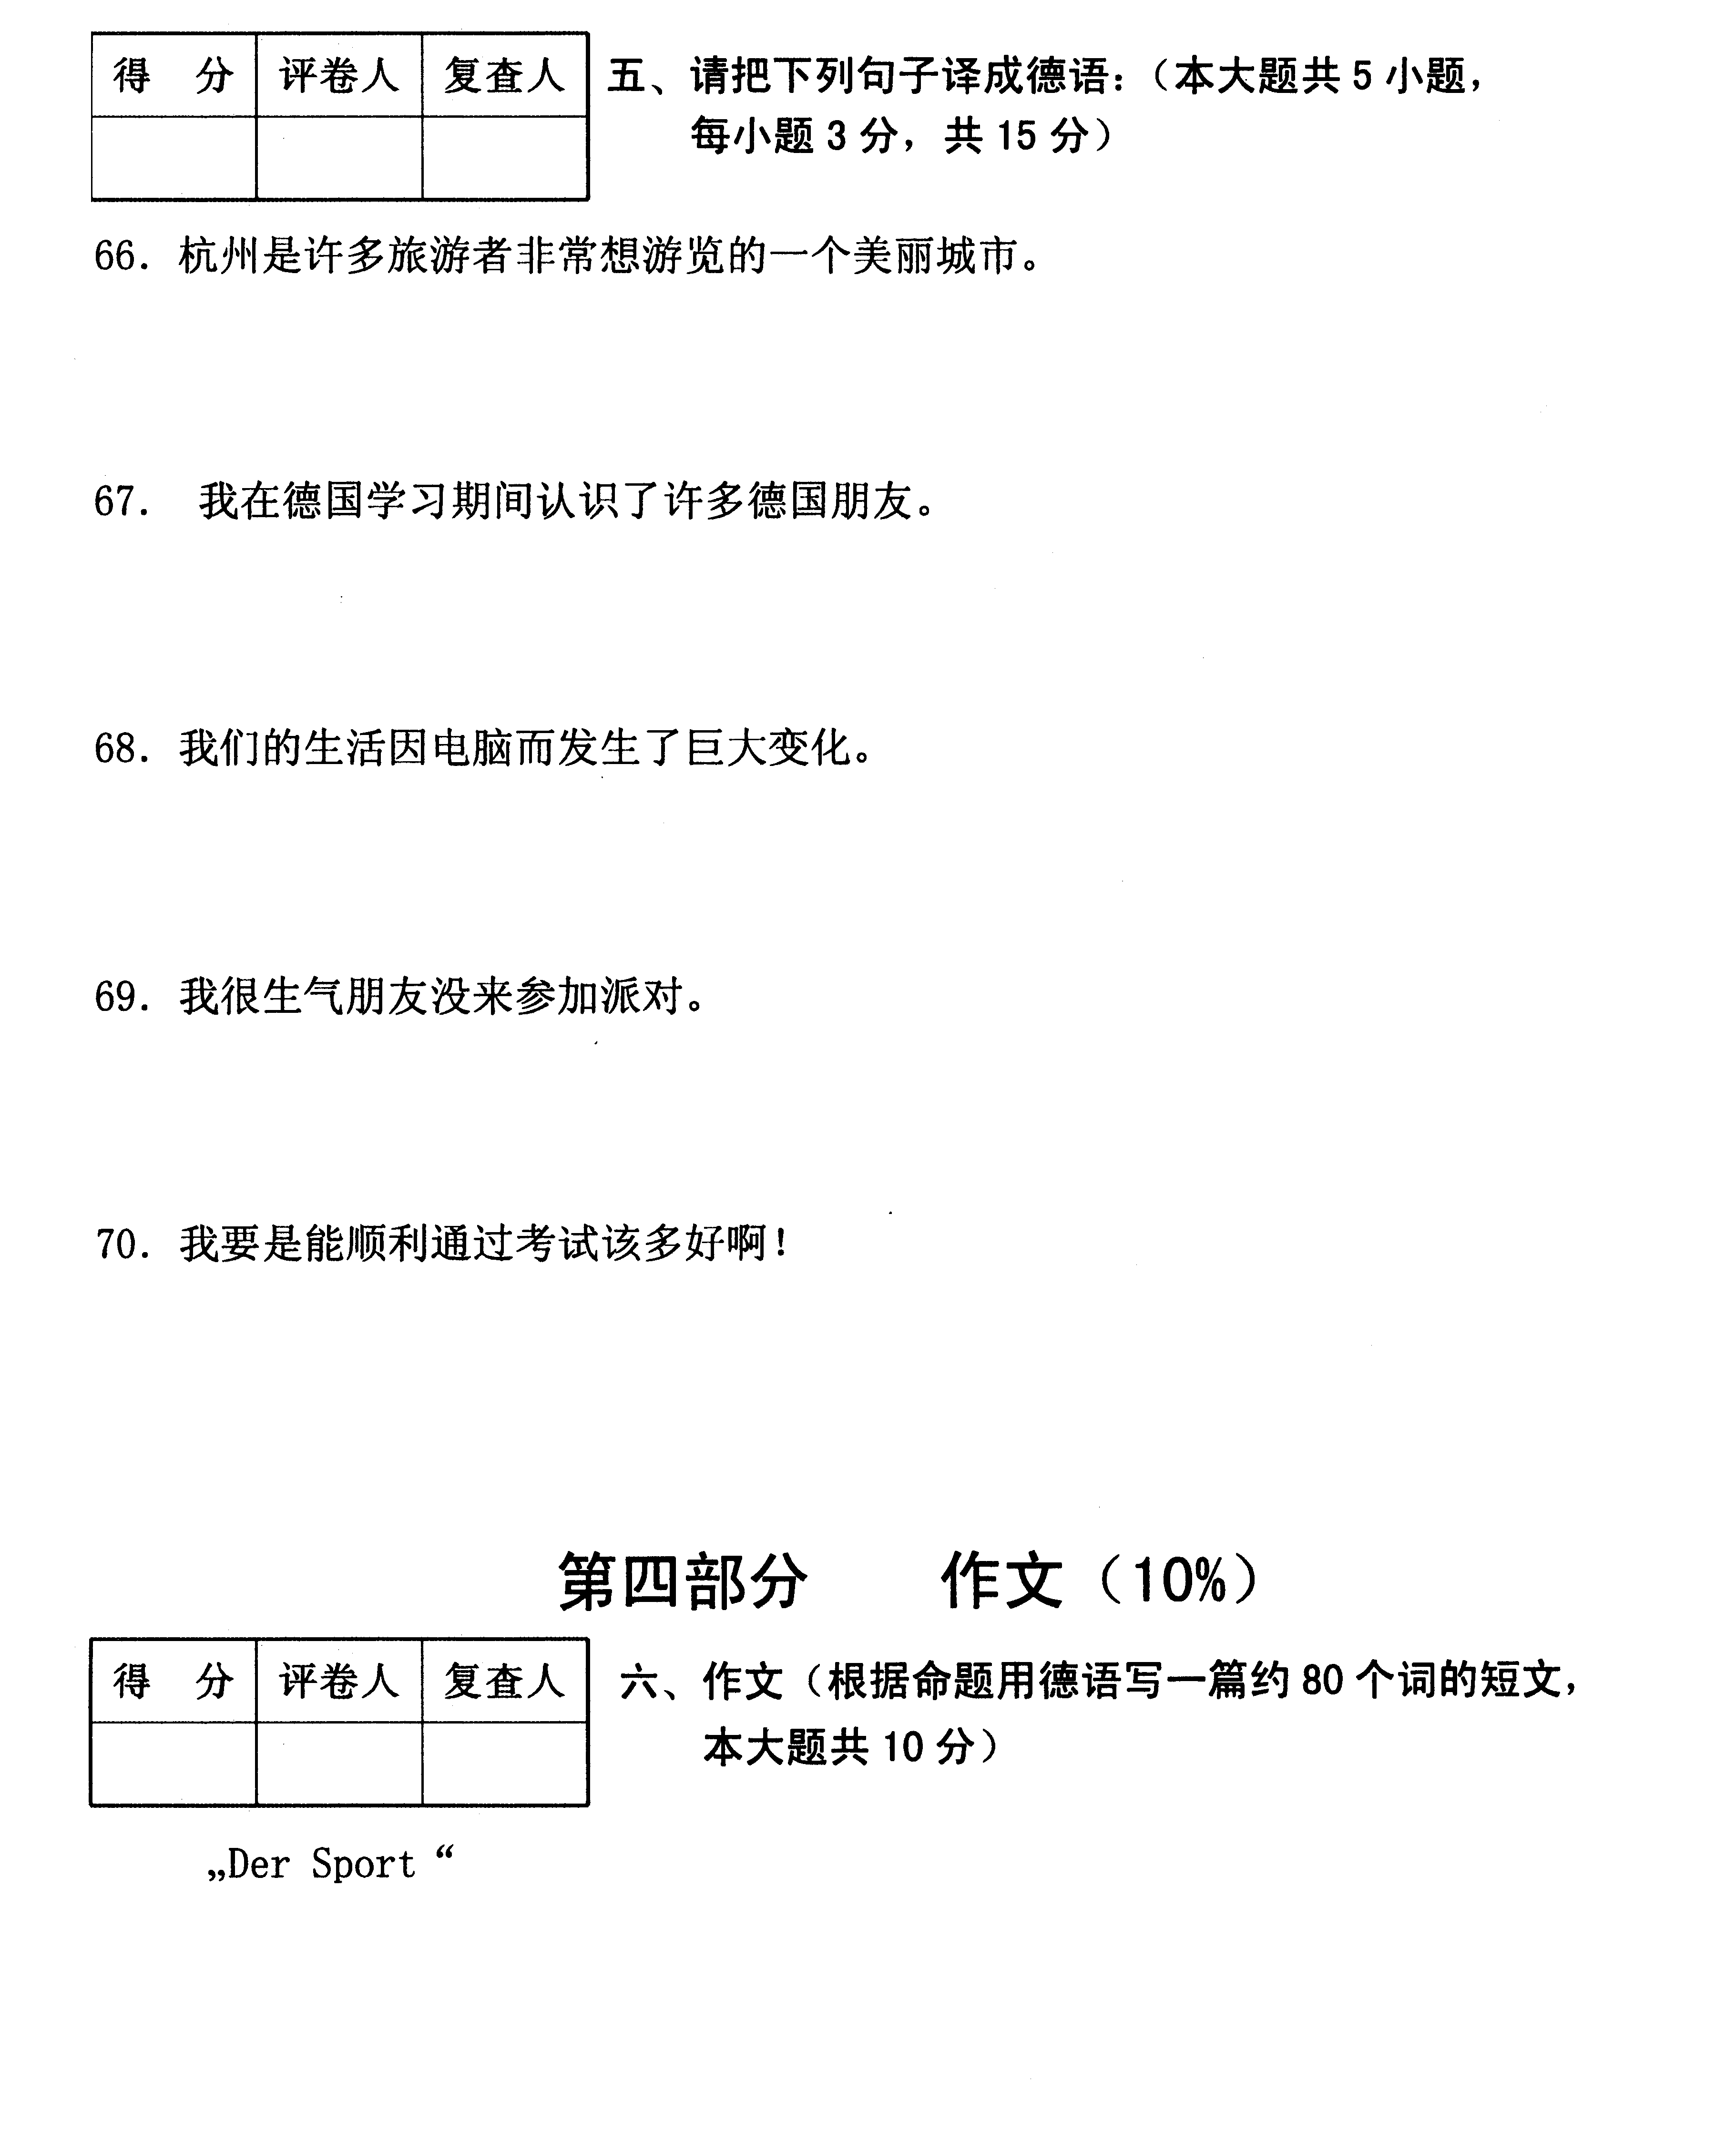 得 分 评卷人 复查人
五、请把下列句子译成德语：（本大题共 5 小题，
每小题 3 分，共 15 分）
66. 杭州是许多旅游者非常想游览的一个美丽城市。
67. 我在德国学习期间认识了许多德国朋友。
68. 我们的生活因电脑而发生了巨大变化。
69. 我很生气朋友没来参加派对。
70. 我要是能顺利通过考试该多好啊！
第四部分 作文（10%）
得 分 评卷人 复查人
六、作文（根据命题用德语写一篇约 80 个词的短文，
本大题共 10 分）
„Der Sport “